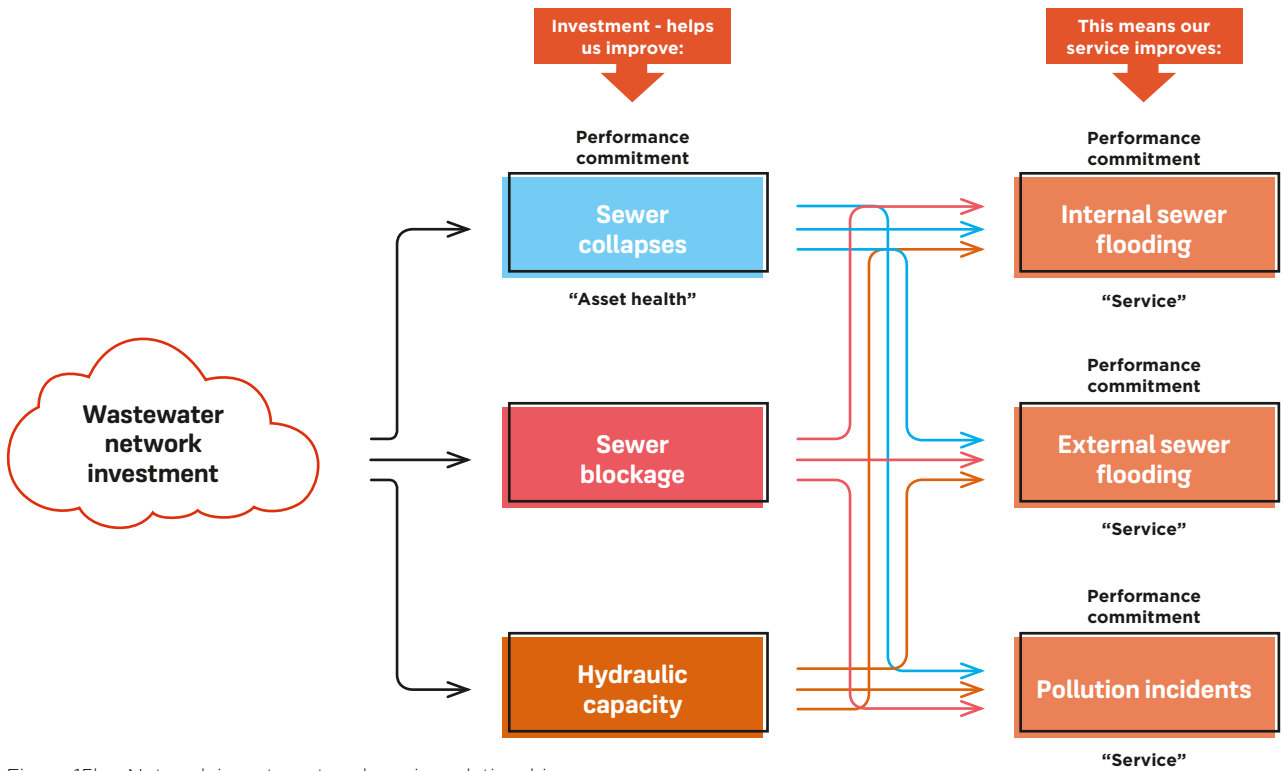 Investment - helps
us improve:
This means our
service improves:
Performance
commitment
Sewer
collapses
“Asset health”
Performance
commitment
Internal sewer
flooding
“Service”
Wastewater
network
investment
Sewer
blockage
Performance
commitment
External sewer
flooding
“Service”
Hydraulic
capacity
Performance
commitment
Pollution incidents
“Service”